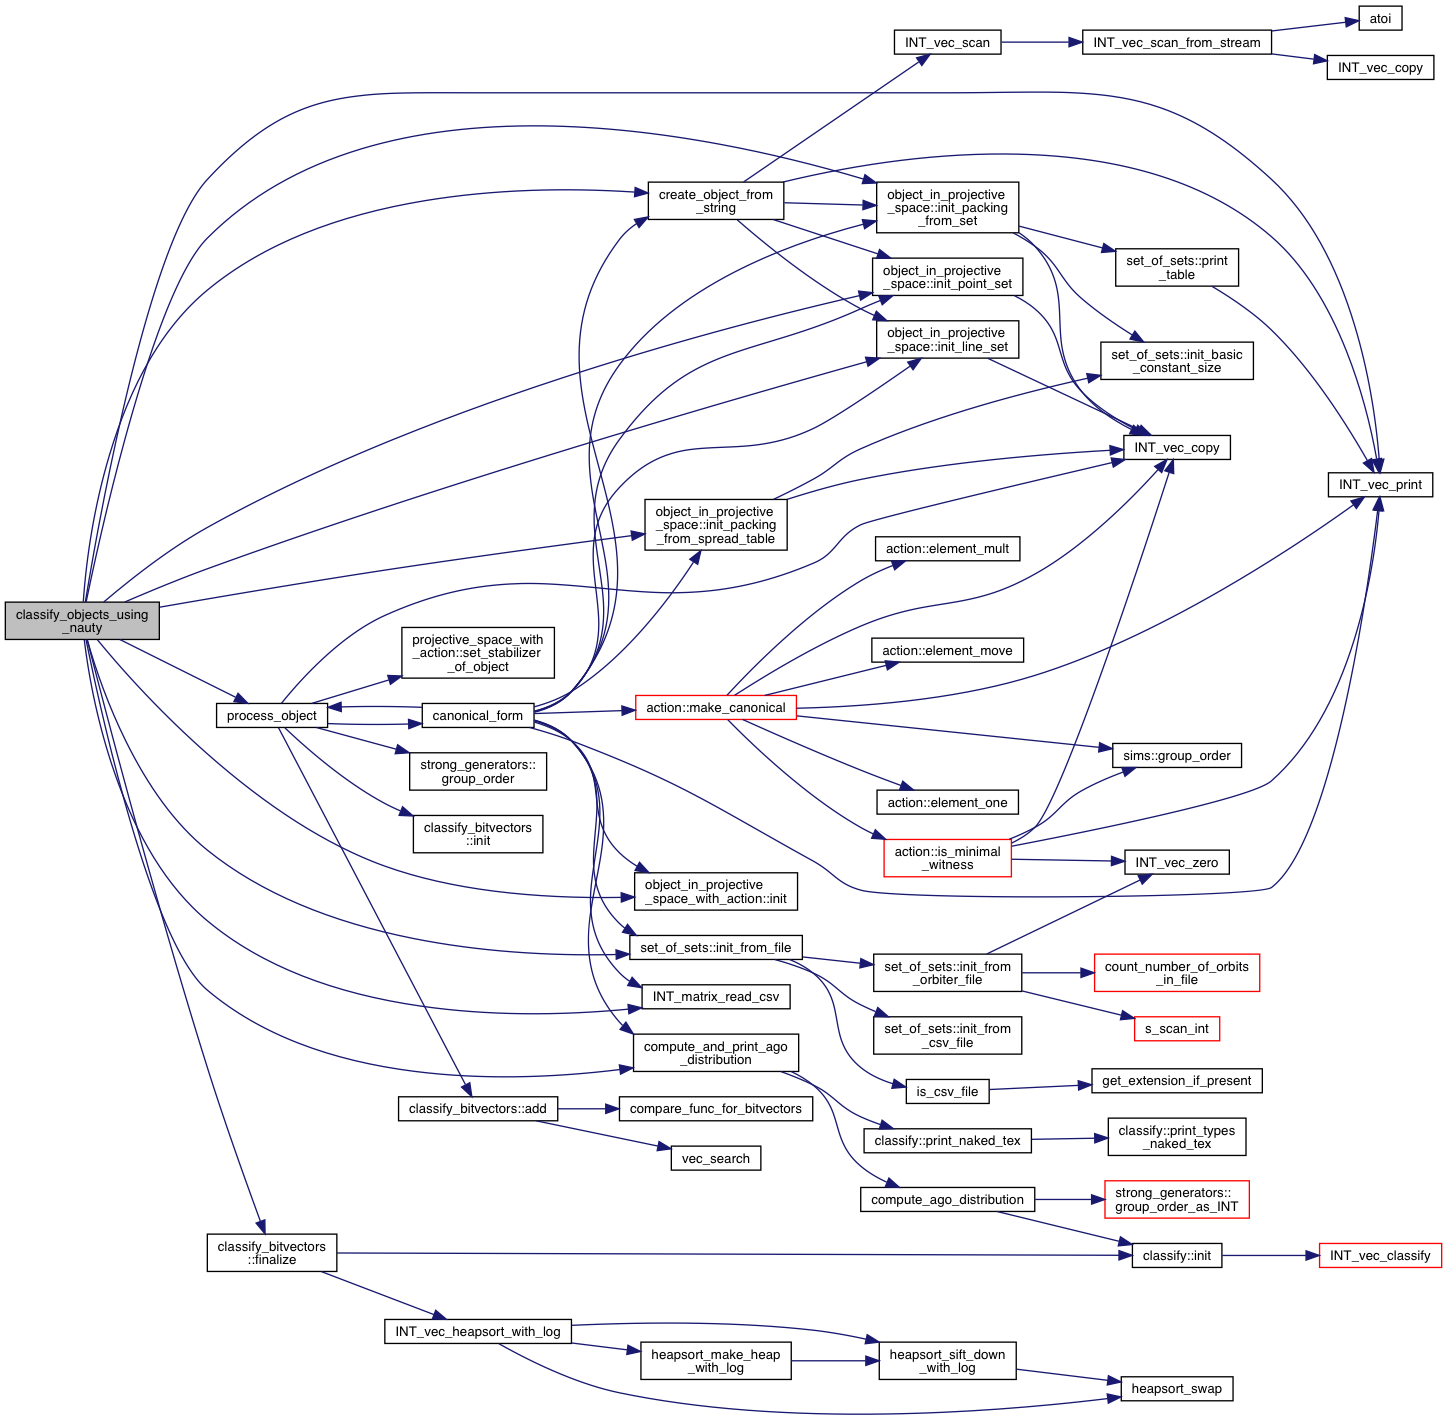 atoi
INT_vec_scan
INT_vec_scan_from_stream
INT_vec_copy
create_object_from
_string
object_in_projective
_space::init_packing
_from_set
set_of_sets::print
_table
object_in_projective
_space::init_point_set
object_in_projective
_space::init_line_set
set_of_sets::init_basic
_constant_size
INT_vec_copy
INT_vec_print
object_in_projective
_space::init_packing
_from_spread_table
action::element_mult
classify_objects_using
_nauty
projective_space_with
_action::set_stabilizer
_of_object
action::element_move
process_object
canonical_form
action::make_canonical
strong_generators::
group_order
sims::group_order
action::element_one
classify_bitvectors
::init
action::is_minimal
_witness
INT_vec_zero
object_in_projective
_space_with_action::init
set_of_sets::init_from_file
set_of_sets::init_from
_orbiter_file
count_number_of_orbits
_in_file
INT_matrix_read_csv
set_of_sets::init_from
_csv_file
s_scan_int
compute_and_print_ago
_distribution
is_csv_file
get_extension_if_present
classify_bitvectors::add
compare_func_for_bitvectors
vec_search
classify::print_naked_tex
classify::print_types
_naked_tex
compute_ago_distribution
strong_generators::
group_order_as_INT
classify_bitvectors
::finalize
classify::init
INT_vec_classify
INT_vec_heapsort_with_log
heapsort_make_heap
_with_log
heapsort_sift_down
_with_log
heapsort_swap